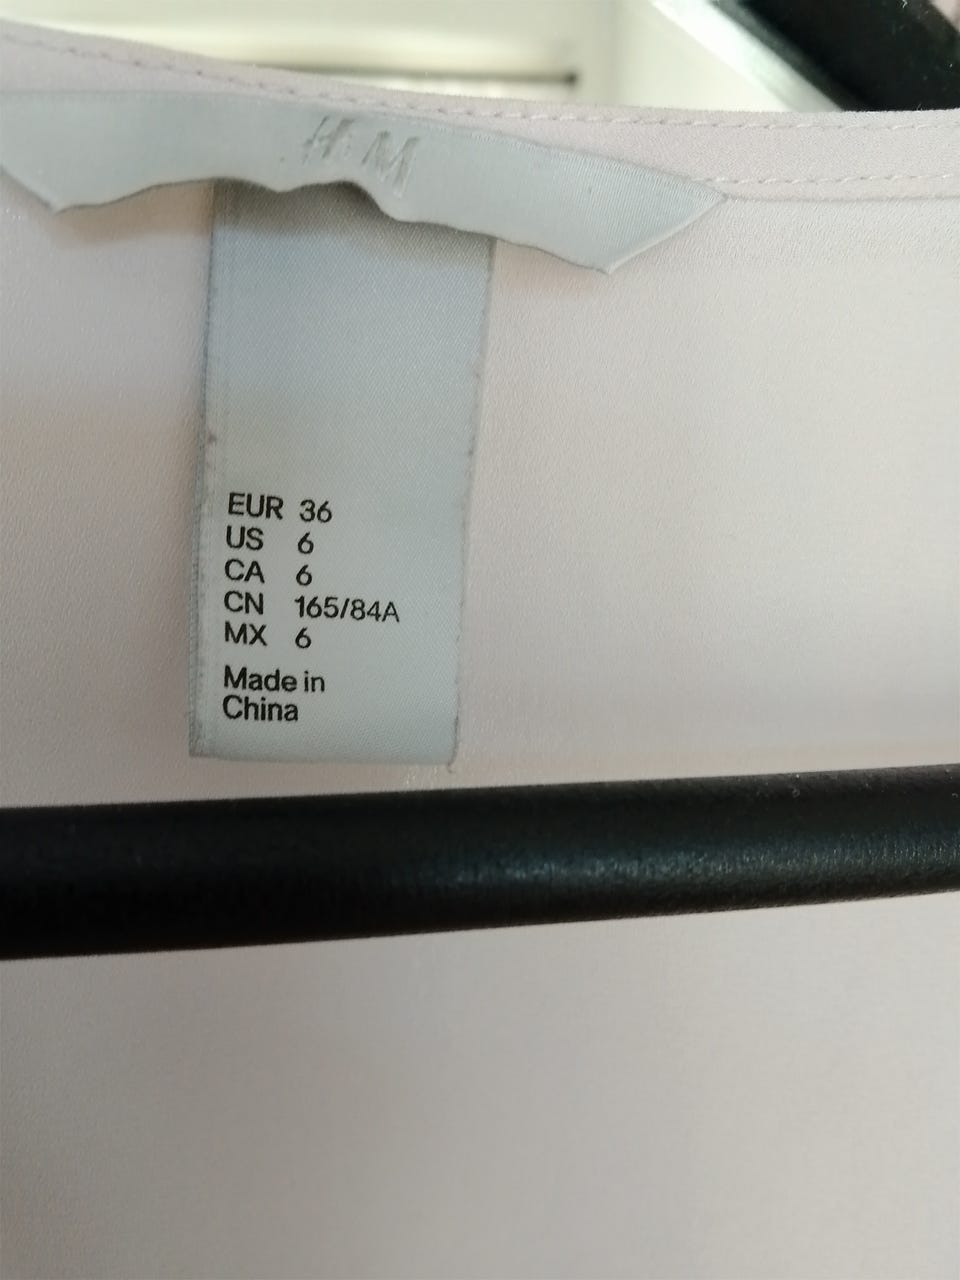 H&M
EUR 36
US 6
CA 6
CN 165/84A
MX 6
Made in
China